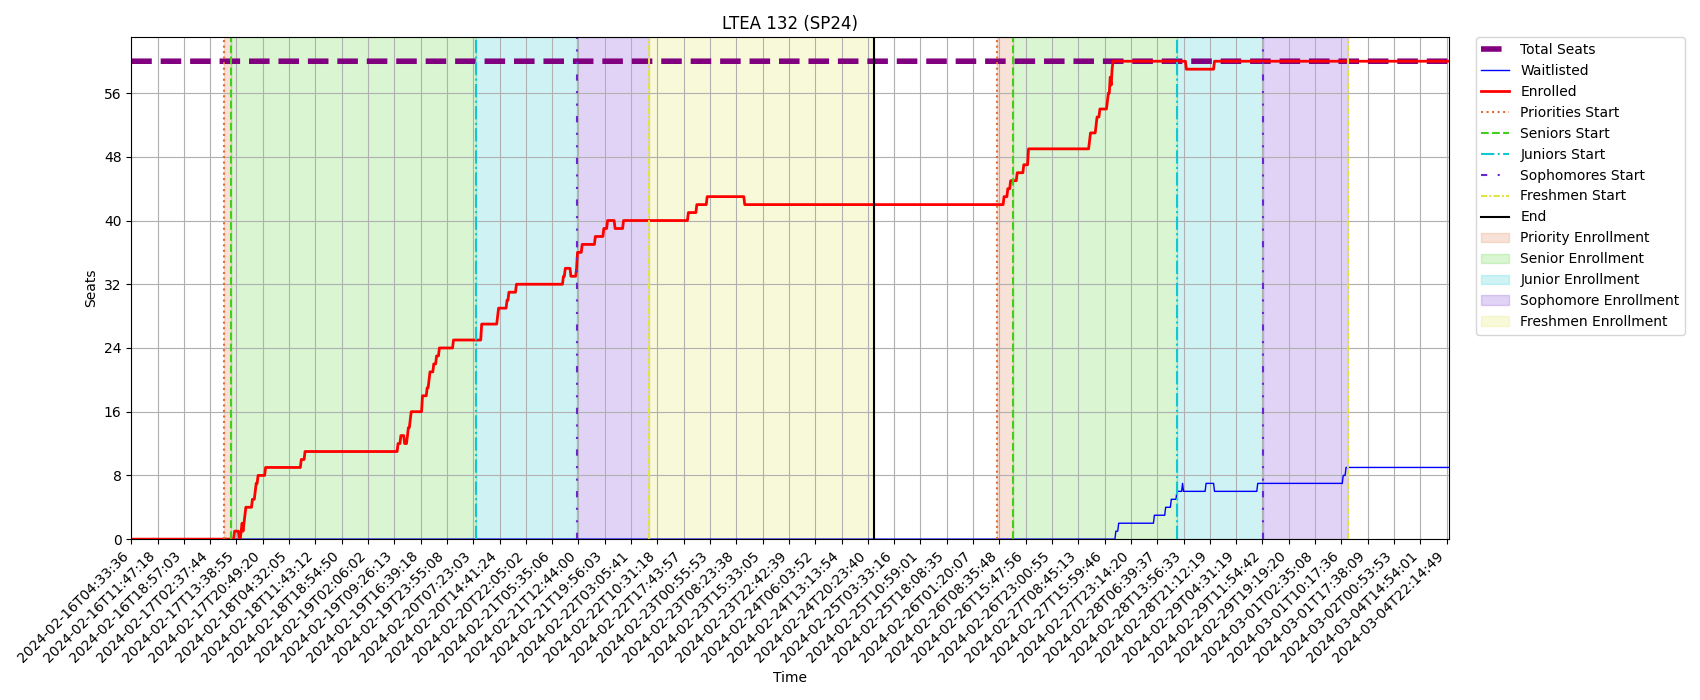 LTEA 132 (SP24)
Total Seats
Waitlisted
Enrolled
Priorities Start
Seniors Start
Juniors Start
Sophomores Start
Freshmen Start
End
Priority Enrollment
Senior Enrollment
Junior Enrollment
Sophomore Enrollment
Freshmen Enrollment
Seats
56
48
40
32
24
16
8
0
2024-02-16T04:33:36
2024-02-16T11:47:18
2024-02-16T18:57:03
2024-02-17T02:37:44
2024-02-17T13:38:55
2024-02-17T20:49:20
2024-02-18T04:32:05
2024-02-18T11:43:12
2024-02-18T18:54:50
2024-02-19T02:06:02
2024-02-19T09:26:13
2024-02-19T16:39:18
2024-02-19T23:55:08
2024-02-20T07:23:03
2024-02-20T14:41:24
2024-02-20T22:05:02
2024-02-21T05:35:06
2024-02-21T12:44:00
2024-02-21T19:56:03
2024-02-22T03:05:41
2024-02-22T10:31:18
2024-02-22T17:43:57
2024-02-23T00:55:53
2024-02-23T08:23:38
2024-02-23T15:33:05
2024-02-23T22:42:39
2024-02-24T06:03:52
2024-02-24T13:13:54
2024-02-24T20:23:40
2024-02-25T03:33:16
2024-02-25T10:59:01
2024-02-25T18:08:35
2024-02-26T01:20:07
2024-02-26T08:35:48
2024-02-26T15:47:56
2024-02-26T23:00:55
2024-02-27T08:45:13
2024-02-27T15:59:46
2024-02-27T23:14:20
2024-02-28T06:39:37
2024-02-28T13:56:33
2024-02-28T21:12:19
2024-02-29T04:31:19
2024-02-29T11:54:42
2024-02-29T19:19:20
2024-03-01T02:35:08
2024-03-01T10:17:36
2024-03-01T17:38:09
2024-03-02T00:53:53
2024-03-04T14:54:01
2024-03-04T22:14:49
Time